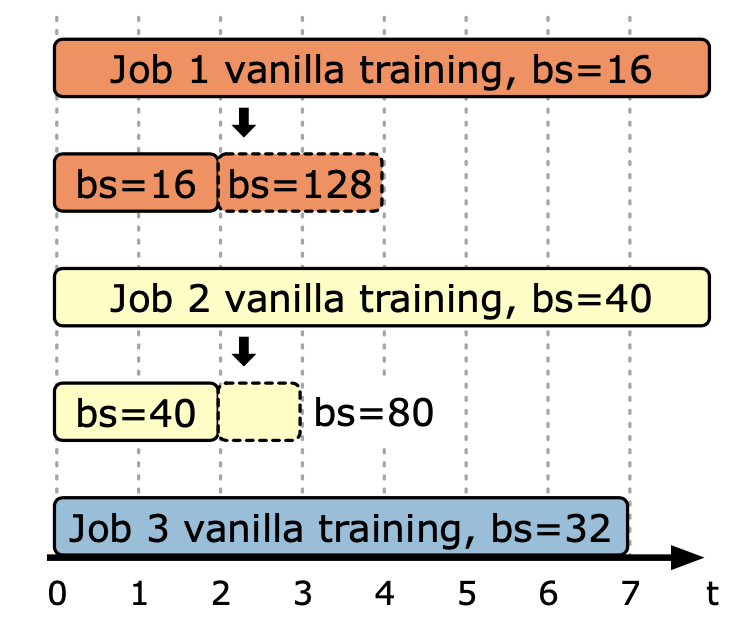 Job 1 vanilla training, bs=16
bs=16 bs=128
Job 2 vanilla training, bs=40
bs=40 bs=80
Job 3 vanilla training, bs=32
0 1 2 3 4 5 6 7 t